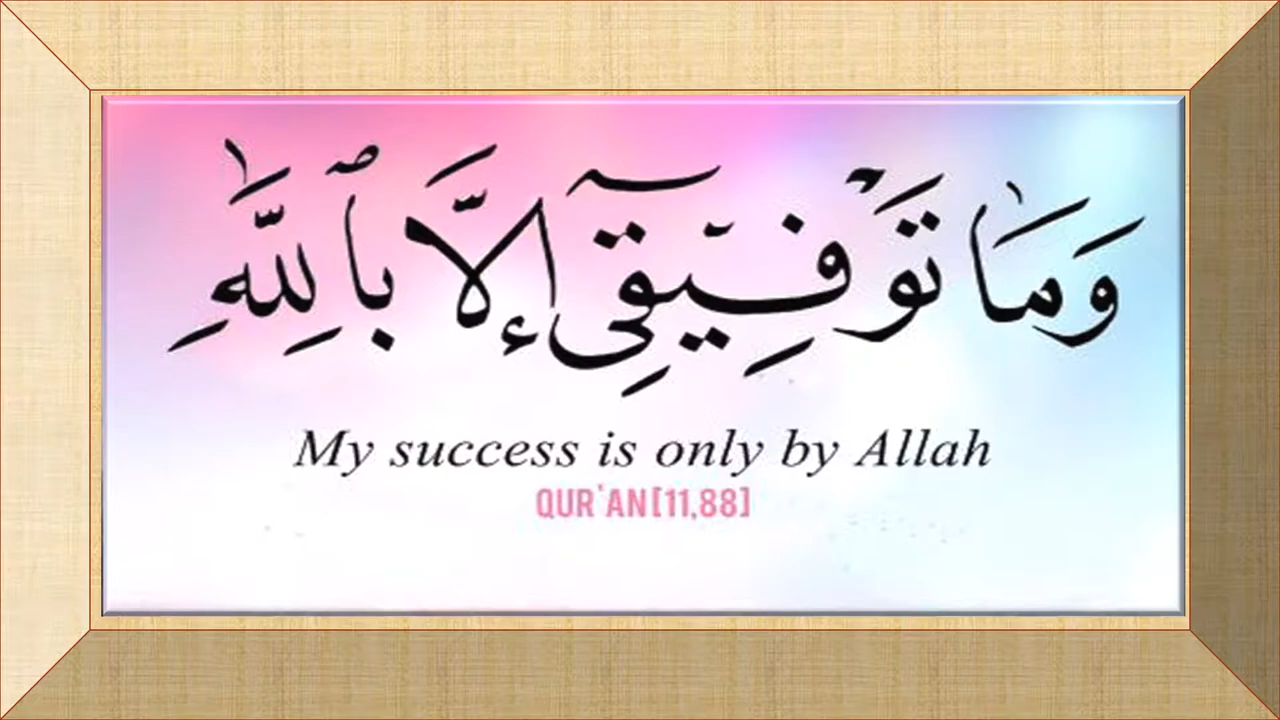 وَمَا تَوْفِيقِىٓ إِلَّا بِٱللَّهِ
My success is only by Allah
QUR'AN[11,88]